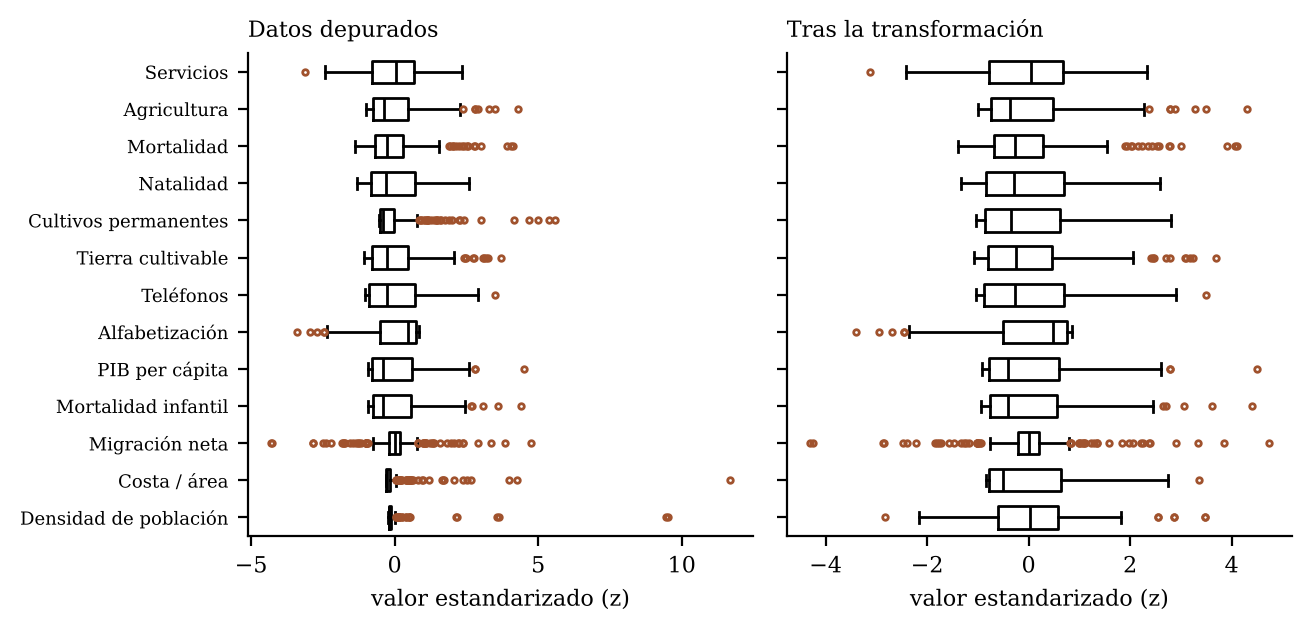 Datos depurados
Tras la transformación
Servicios
Agricultura
Mortalidad
Natalidad
Cultivos permanentes
Tierra cultivable
Teléfonos
Alfabetización
PIB per cápita
Mortalidad infantil
Migración neta
Costa / área
Densidad de población
−5 0 5 10
−4 −2 0 2 4
valor estandarizado (z)
valor estandarizado (z)